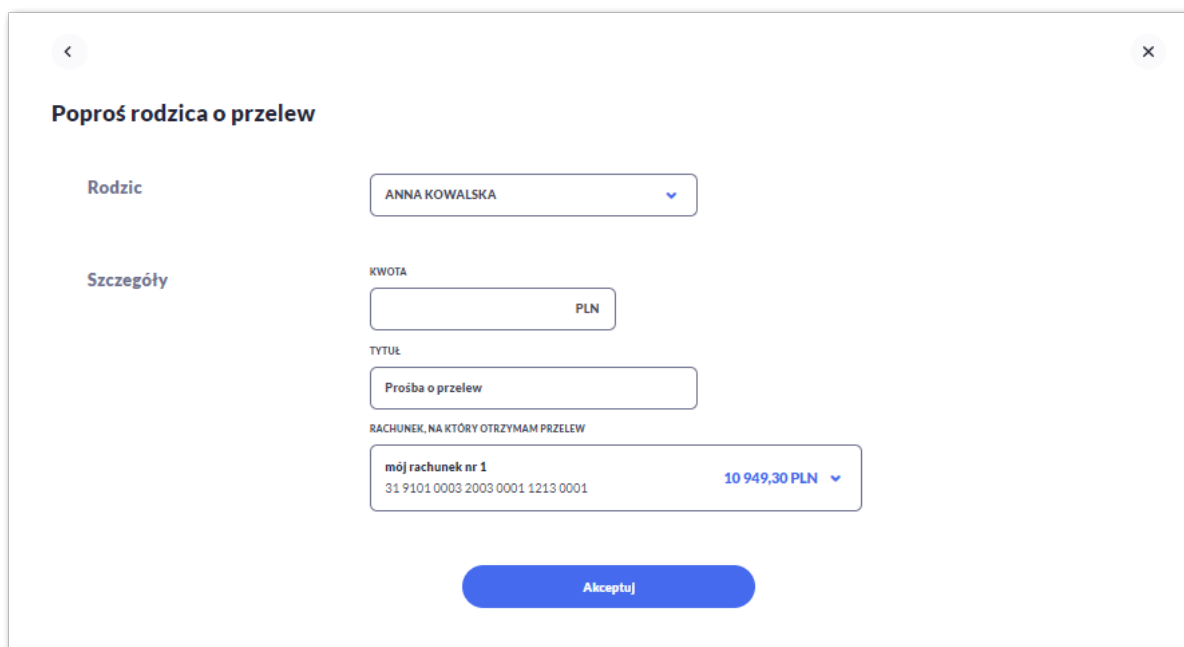 Poproś rodzica o przelew
Rodzic
ANNA KOWALSKA
Szczegóły
KWOTA
PLN
TYTUŁ
Prośba o przelew
RACHUNEK, NA KTÓRY OTRZYMAM PRZELEW
mój rachunek nr 1
10 949,30 PLN
31 9101 0003 2003 0001 1213 0001
Akceptuj